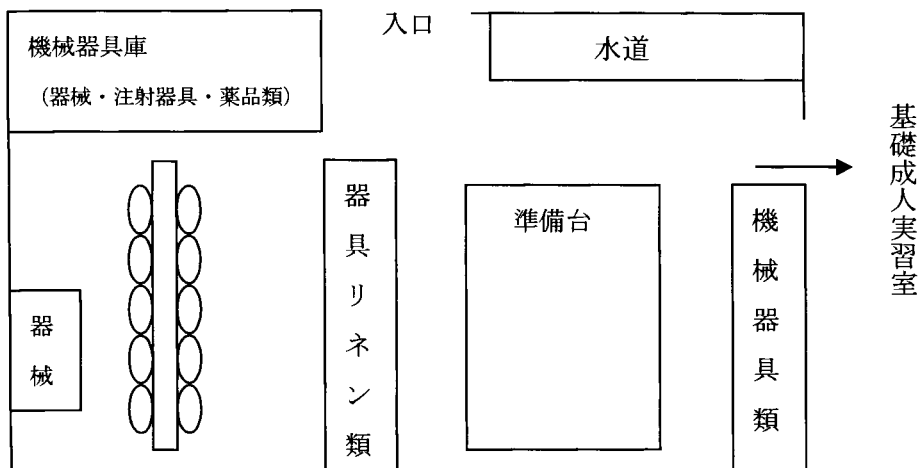 入口
機械器具庫
（器械・注射器具・薬品類）
水道
基礎成人実習室
器具リネン類
準備台
機械器具類
器械